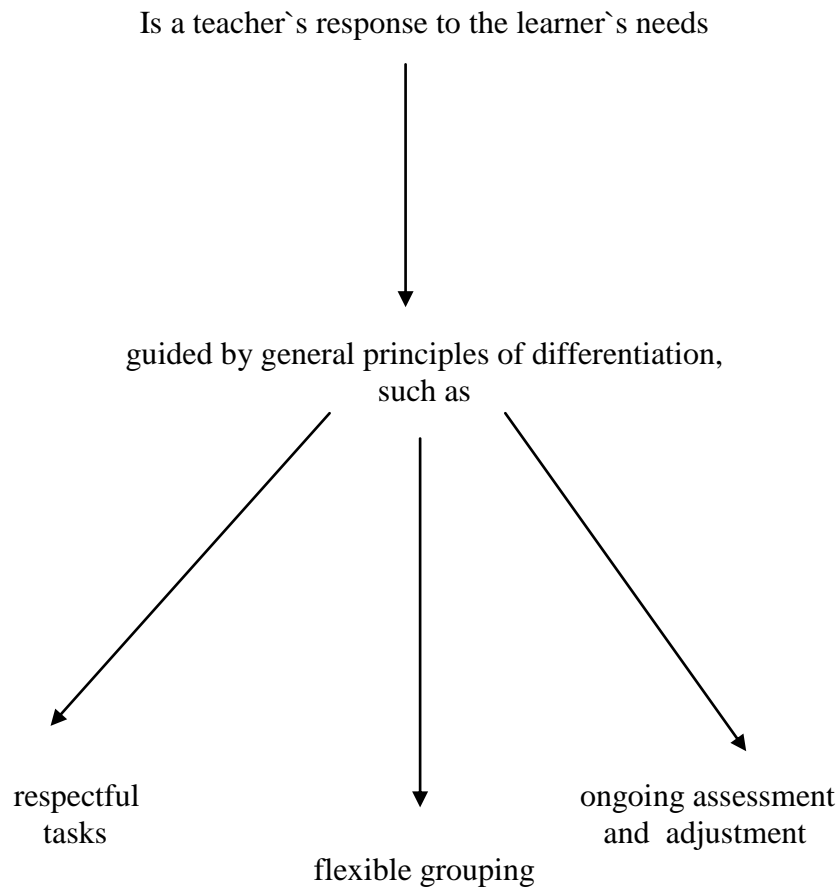 Is a teacher`s response to the learner`s needs
guided by general principles of differentiation,
such as
respectful
tasks
flexible grouping
ongoing assessment
and  adjustment